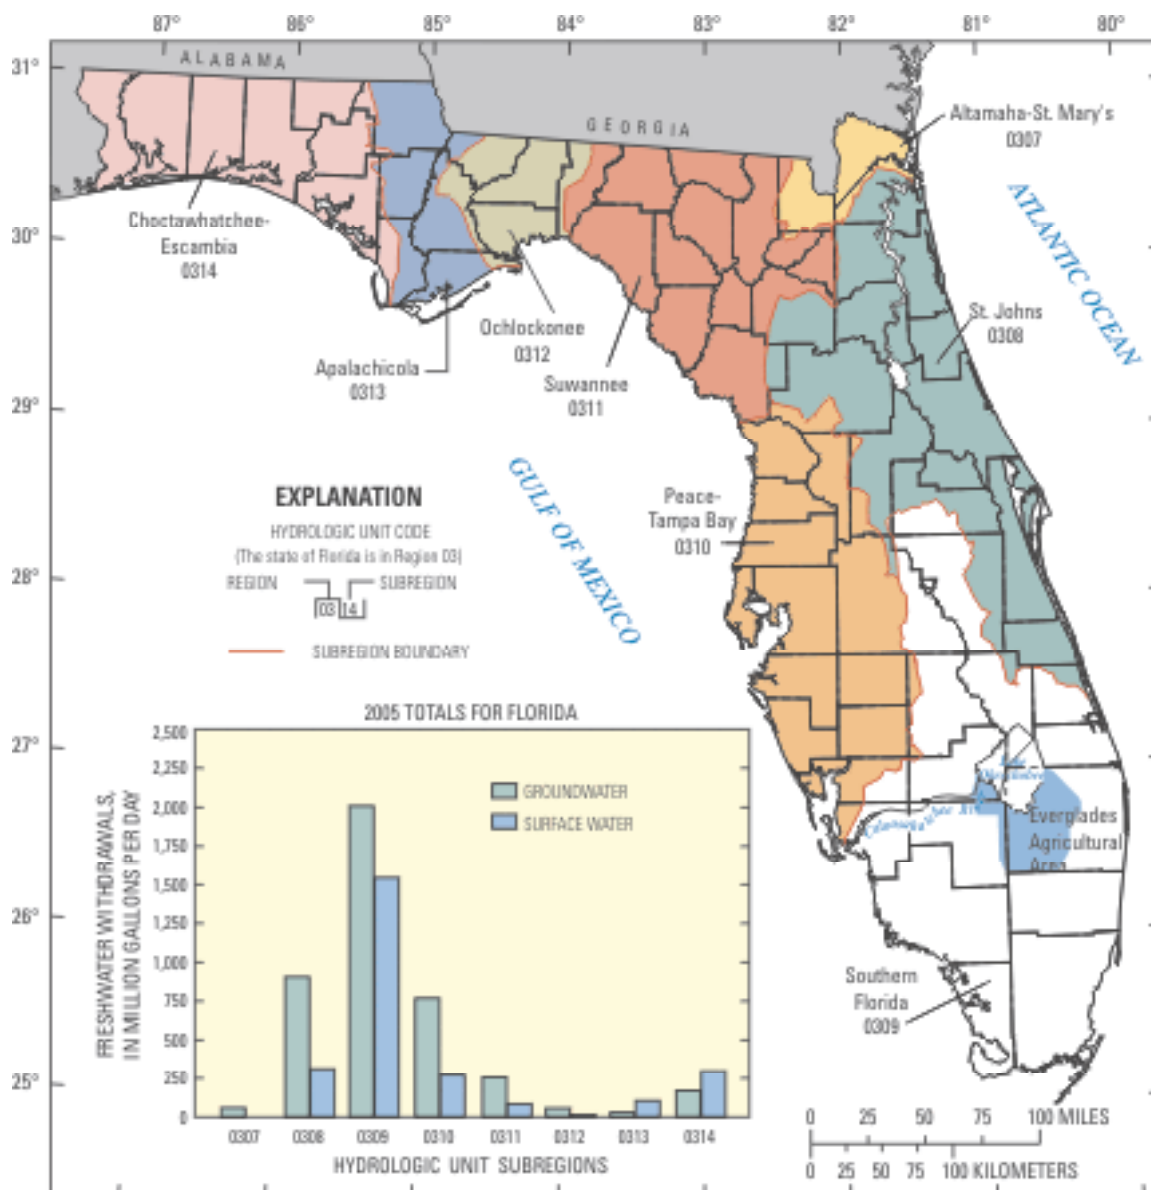 87° 86° 85° 84° 83° 82° 81° 80°
31°
30°
29°
28°
27°
26°
25°
ALABAMA
GEORGIA
Altamaha-St. Mary's
0307
ATLANTIC OCEAN
Choctawhatchee-
Escambia
0314
Apalachicola
0313
Ochlockonee
0312
Suwannee
0311
St. Johns
0308
GULF OF MEXICO
Peace-
Tampa Bay
0310
EXPLANATION
HYDROLOGIC UNIT CODE
(The state of Florida is in Region 03)
REGION SUBREGION
03 14
SUBREGION BOUNDARY
Everglades
Agricultural
Area
Southern
Florida
0309
2005 TOTALS FOR FLORIDA
FRESHWATER WITHDRAWALS,
IN MILLION GALLONS PER DAY
2,500
2,250
2,000
1,750
1,500
1,250
1,000
750
500
250
0
GROUNDWATER
SURFACE WATER
0307 0308 0309 0310 0311 0312 0313 0314
HYDROLOGIC UNIT SUBREGIONS
0 25 50 75 100 MILES
0 25 50 75 100 KILOMETERS